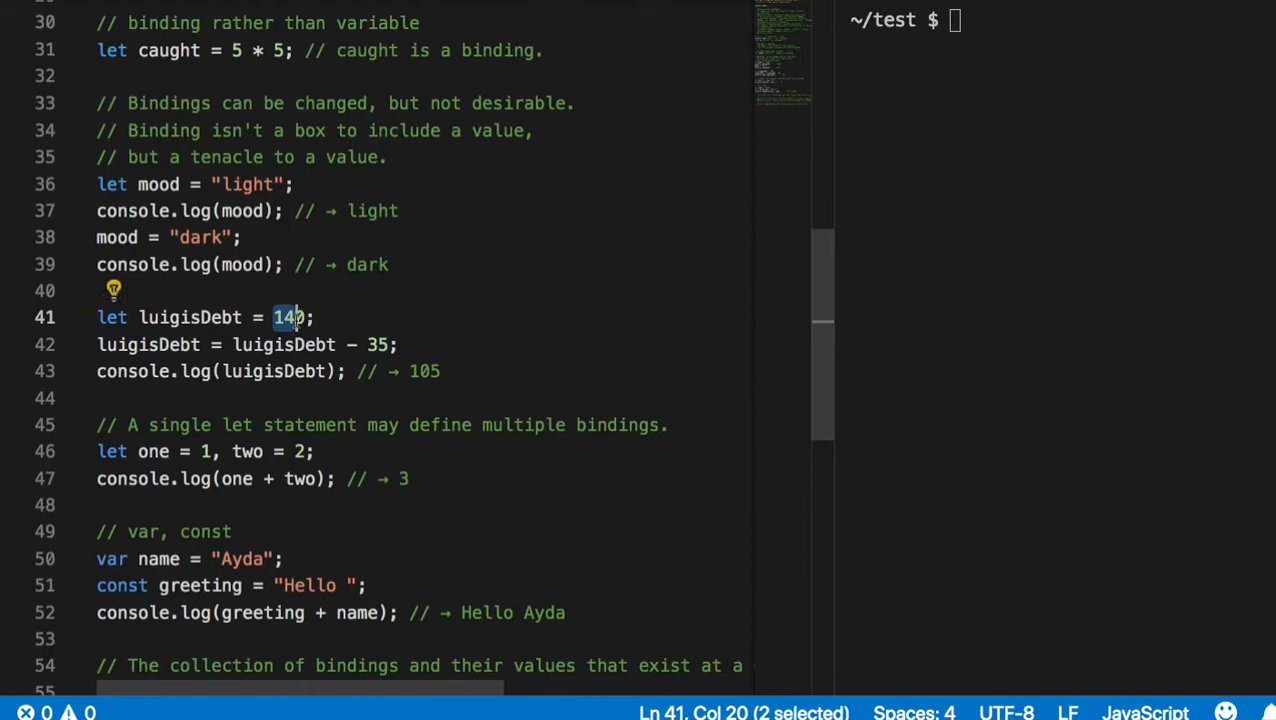 30 // binding rather than variable
31 let caught = 5 * 5; // caught is a binding.
32
33 // Bindings can be changed, but not desirable.
34 // Binding isn't a box to include a value,
35 // but a tenacle to a value.
36 let mood = "light";
37 console.log(mood); // → light
38 mood = "dark";
39 console.log(mood); // → dark
40
41 let luigisDebt = 140;
42 luigisDebt = luigisDebt - 35;
43 console.log(luigisDebt); // → 105
44
45 // A single let statement may define multiple bindings.
46 let one = 1, two = 2;
47 console.log(one + two); // → 3
48
49 // var, const
50 var name = "Ayda";
51 const greeting = "Hello ";
52 console.log(greeting + name); // → Hello Ayda
53
54 // The collection of bindings and their values that exist at a
55
~/test $
0 0 Ln 41, Col 20 (2 selected) Spaces: 4 UTF-8 LF JavaScript